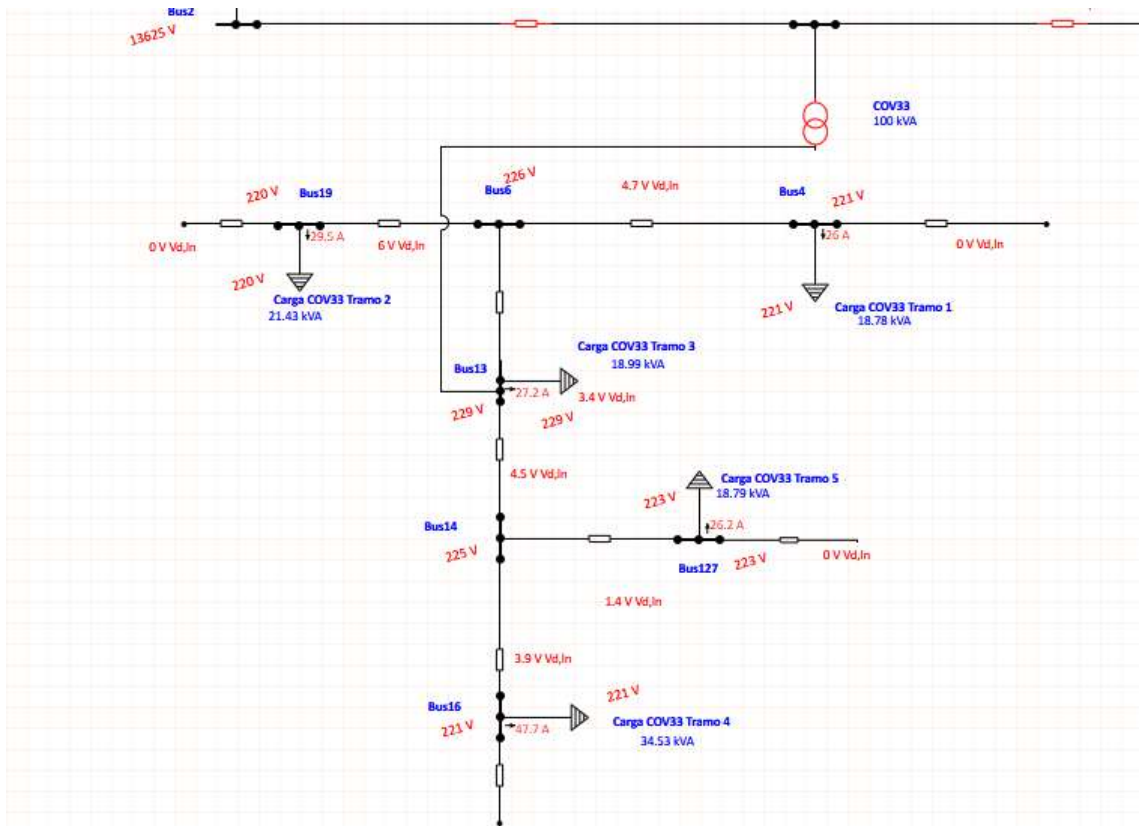 Bus2
13625 V
COV33
100 kVA
226 V
220 V
Bus19
Bus6
4.7 V Vd,ln
Bus4
221 V
29.5 A
26 A
0 V Vd,ln
6 V Vd,ln
0 V Vd,ln
220 V
221 V
Carga COV33 Tramo 2
21.43 kVA
Carga COV33 Tramo 1
18.78 kVA
Carga COV33 Tramo 3
18.99 kVA
Bus13
27.2 A
3.4 V Vd,ln
229 V
229 V
4.5 V Vd,ln
Carga COV33 Tramo 5
18.79 kVA
223 V
Bus14
26.2 A
225 V
223 V
0 V Vd,ln
Bus127
1.4 V Vd,ln
3.9 V Vd,ln
221 V
Bus16
221 V
47.7 A
Carga COV33 Tramo 4
34.53 kVA